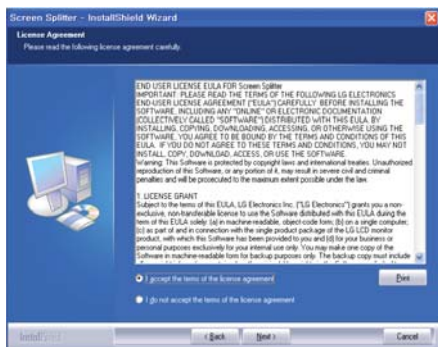 Screen Splitter - InstallShield Wizard
License Agreement
Please read the following license agreement carefully.
END USER LICENSE EULA FOR Screen Splitter
IMPORTANT: PLEASE READ THE TERMS OF THE FOLLOWING LG ELECTRONICS
END-USER LICENSE AGREEMENT ("EULA") CAREFULLY BEFORE INSTALLING THE
SOFTWARE, INCLUDING ANY "ONLINE" OR ELECTRONIC DOCUMENTATION
(COLLECTIVELY CALLED "SOFTWARE") DISTRIBUTED WITH THIS EULA. BY
INSTALLING, COPYING, DOWNLOADING, ACCESSING, OR OTHERWISE USING THE
SOFTWARE, YOU AGREE TO BE BOUND BY THE TERMS AND CONDITIONS OF THIS
EULA. IF YOU DO NOT AGREE TO THESE TERMS AND CONDITIONS, YOU MAY NOT
INSTALL, COPY, DOWNLOAD, ACCESS, OR USE THE SOFTWARE.
Warning: This Software is protected by copyright laws and international treaties. Unauthorized
reproduction of this Software, or any portion of it, may result in severe civil and criminal
penalties and will be prosecuted to the maximum extent possible under the law.
1. LICENSE GRANT
Subject to the terms of this EULA, LG Electronics Inc. ("LG Electronics") grants you a non-
exclusive, non-transferable license to use the Software distributed with this EULA during the
term of this EULA solely: (a) in machine-readable, object-code form; (b) on a single computer;
(c) as part of and in connection with the single product package of the LG LCD monitor
product, with which this Software has been provided to you and (d) for your business or
personal purposes exclusively for your internal use only. You may make one copy of the
Software in machine-readable form for backup purposes only. The backup copy must include
I accept the terms of the license agreement
Print
I do not accept the terms of the license agreement
InstallShield
< Back
Next >
Cancel